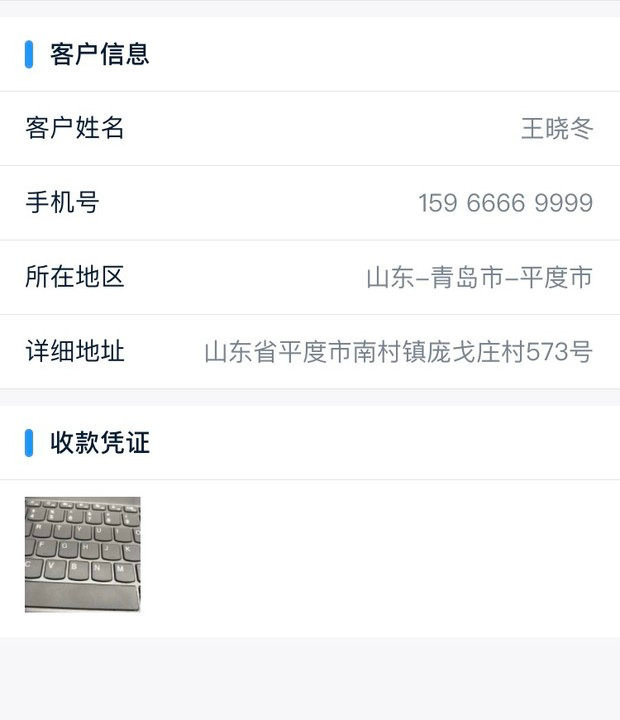 客户信息
客户姓名 王晓冬
手机号 159 6666 9999
所在地区 山东–青岛市–平度市
详细地址 山东省平度市南村镇庞戈庄村573号
收款凭证
R T Y U
F G H J K
C V B N M